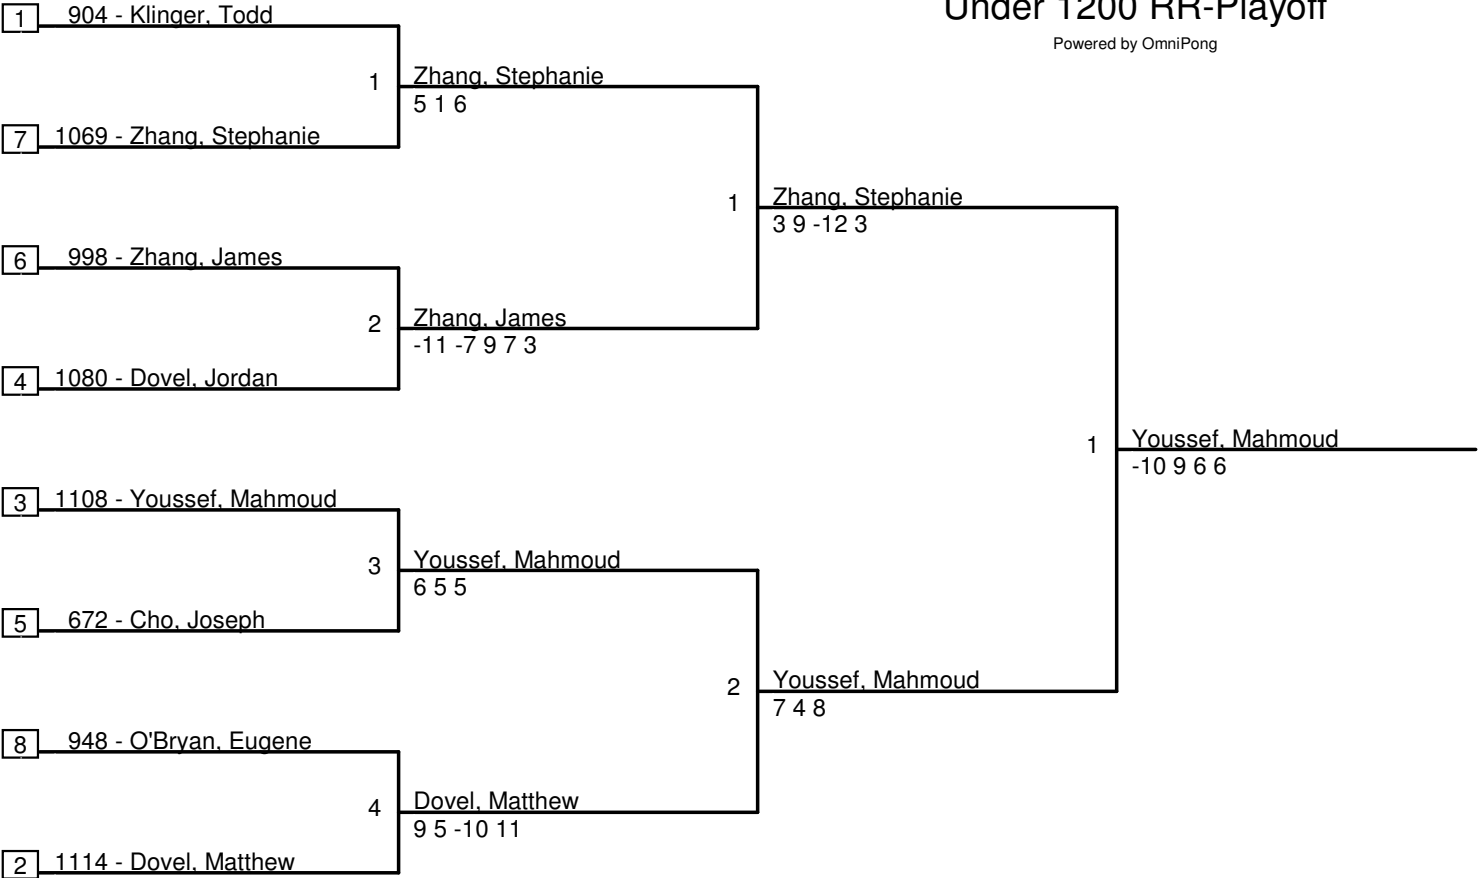 Under 1200 RR-Playoff
Powered by OmniPong
1 904 - Klinger, Todd
1 Zhang, Stephanie
5 1 6
7 1069 - Zhang, Stephanie
1 Zhang, Stephanie
3 9 -12 3
6 998 - Zhang, James
2 Zhang, James
-11 -7 9 7 3
4 1080 - Dovel, Jordan
1 Youssef, Mahmoud
-10 9 6 6
3 1108 - Youssef, Mahmoud
3 Youssef, Mahmoud
6 5 5
5 672 - Cho, Joseph
2 Youssef, Mahmoud
7 4 8
8 948 - O'Bryan, Eugene
4 Dovel, Matthew
9 5 -10 11
2 1114 - Dovel, Matthew